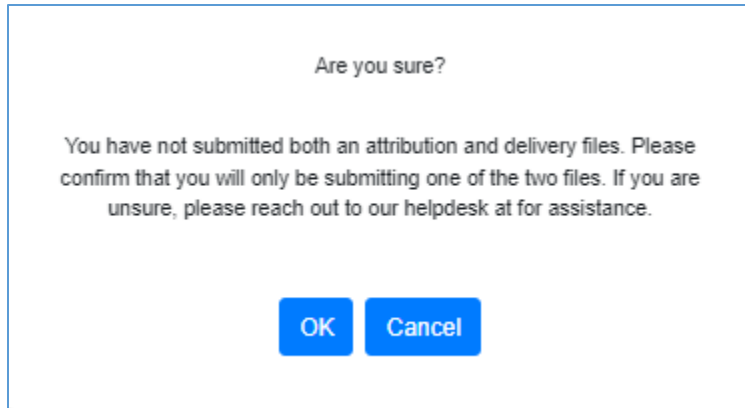 Are you sure?
You have not submitted both an attribution and delivery files. Please
confirm that you will only be submitting one of the two files. If you are
unsure, please reach out to our helpdesk at for assistance.
OK Cancel